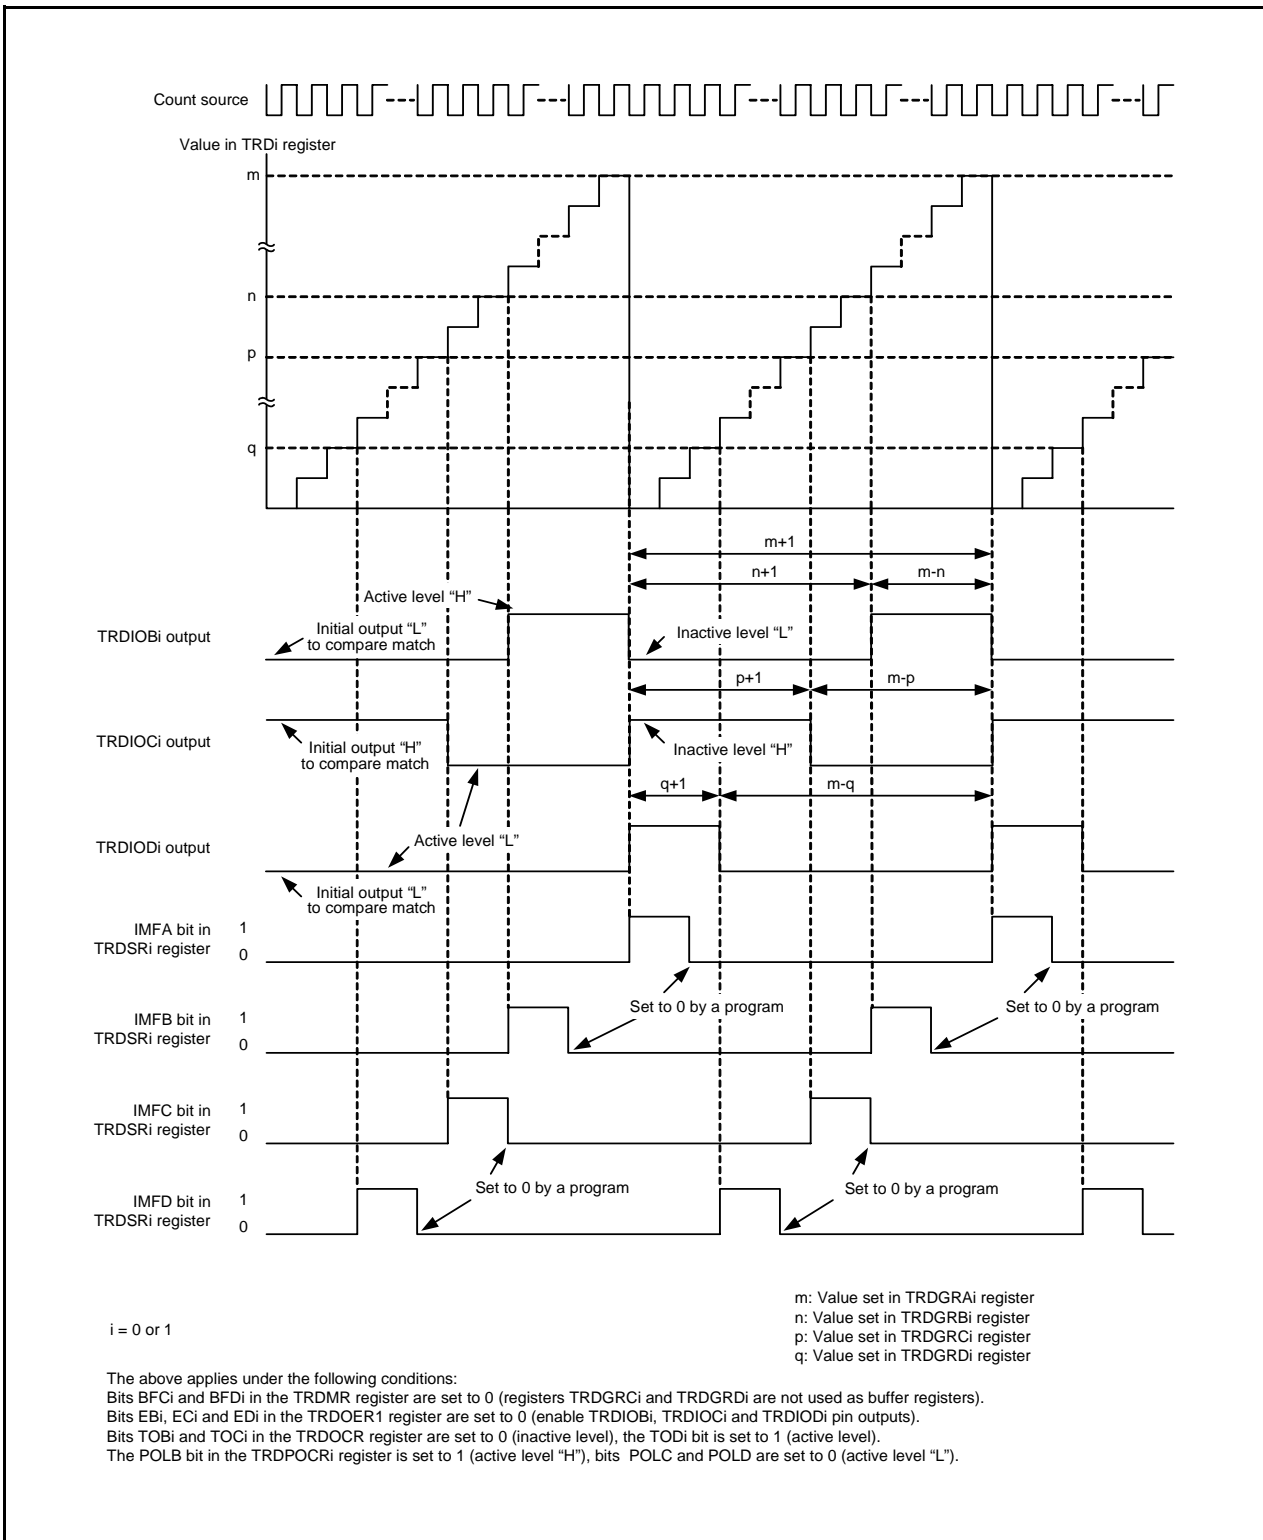 Count source
Value in TRDi register
m
n
p
q
m+1
n+1
m-n
Active level “H”
TRDIOBi output
Initial output “L”
to compare match
Inactive level “L”
p+1
m-p
TRDIOCi output
Initial output “H”
to compare match
Inactive level “H”
q+1
m-q
Active level “L”
TRDIODi output
Initial output “L”
to compare match
IMFA bit in
TRDSRi register
1
0
Set to 0 by a program
Set to 0 by a program
IMFB bit in
TRDSRi register
1
0
IMFC bit in
TRDSRi register
1
0
Set to 0 by a program
Set to 0 by a program
IMFD bit in
TRDSRi register
1
0
m: Value set in TRDGRAi register
n: Value set in TRDGRBi register
p: Value set in TRDGRCi register
q: Value set in TRDGRDi register
i = 0 or 1
The above applies under the following conditions:
Bits BFCi and BFDi in the TRDMR register are set to 0 (registers TRDGRCi and TRDGRDi are not used as buffer registers).
Bits EBi, ECi and EDi in the TRDOER1 register are set to 0 (enable TRDIOBi, TRDIOCi and TRDIODi pin outputs).
Bits TOBi and TOCi in the TRDOCR register are set to 0 (inactive level), the TODi bit is set to 1 (active level).
The POLB bit in the TRDPOCRi register is set to 1 (active level “H”), bits POLC and POLD are set to 0 (active level “L”).